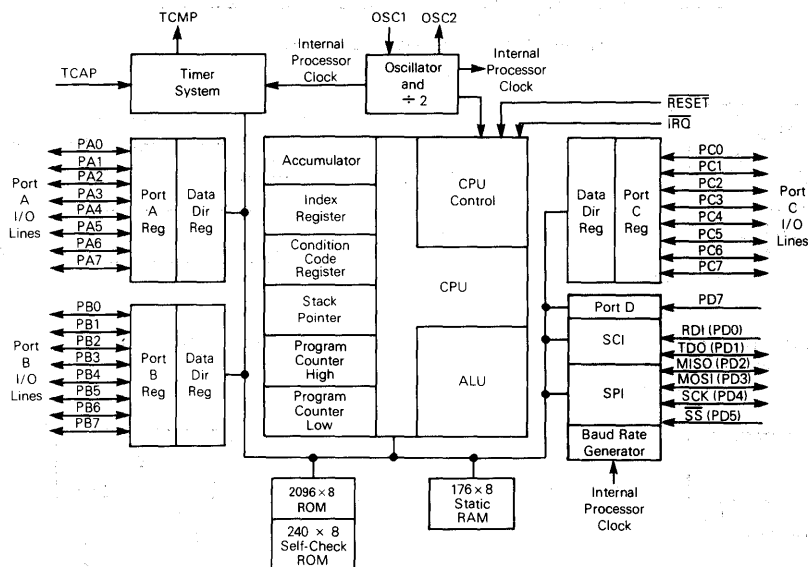 TCMP
OSC1
OSC2
TCAP
Timer
System
Internal
Processor
Clock
Oscillator
and
÷ 2
Internal
Processor
Clock
RESET
IRQ
Port
A
I/O
Lines
PA0
PA1
PA2
PA3
PA4
PA5
PA6
PA7
Port
A
Reg
Data
Dir
Reg
Accumulator
Index
Register
Condition
Code
Register
Stack
Pointer
Program
Counter
High
Program
Counter
Low
CPU
Control
CPU
ALU
Data
Dir
Reg
Port
C
Reg
PC0
PC1
PC2
PC3
PC4
PC5
PC6
PC7
Port
C
I/O
Lines
Port
B
I/O
Lines
PB0
PB1
PB2
PB3
PB4
PB5
PB6
PB7
Port
B
Reg
Data
Dir
Reg
Port D
SCI
SPI
Baud Rate
Generator
PD7
RDI (PD0)
TDO (PD1)
MISO (PD2)
MOSI (PD3)
SCK (PD4)
SS (PD5)
Internal
Processor
Clock
2096×8
ROM
240 × 8
Self-Check
ROM
176×8
Static
RAM